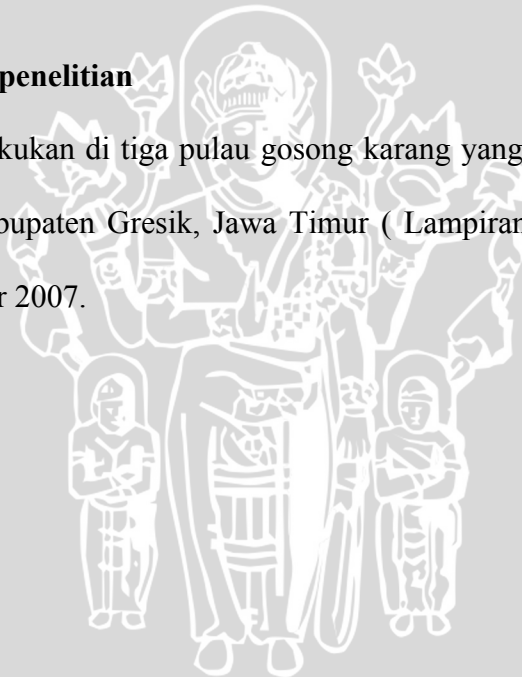 penelitian
kukan di tiga pulau gosong karang yang
bupaten Gresik, Jawa Timur ( Lampiran
r 2007.